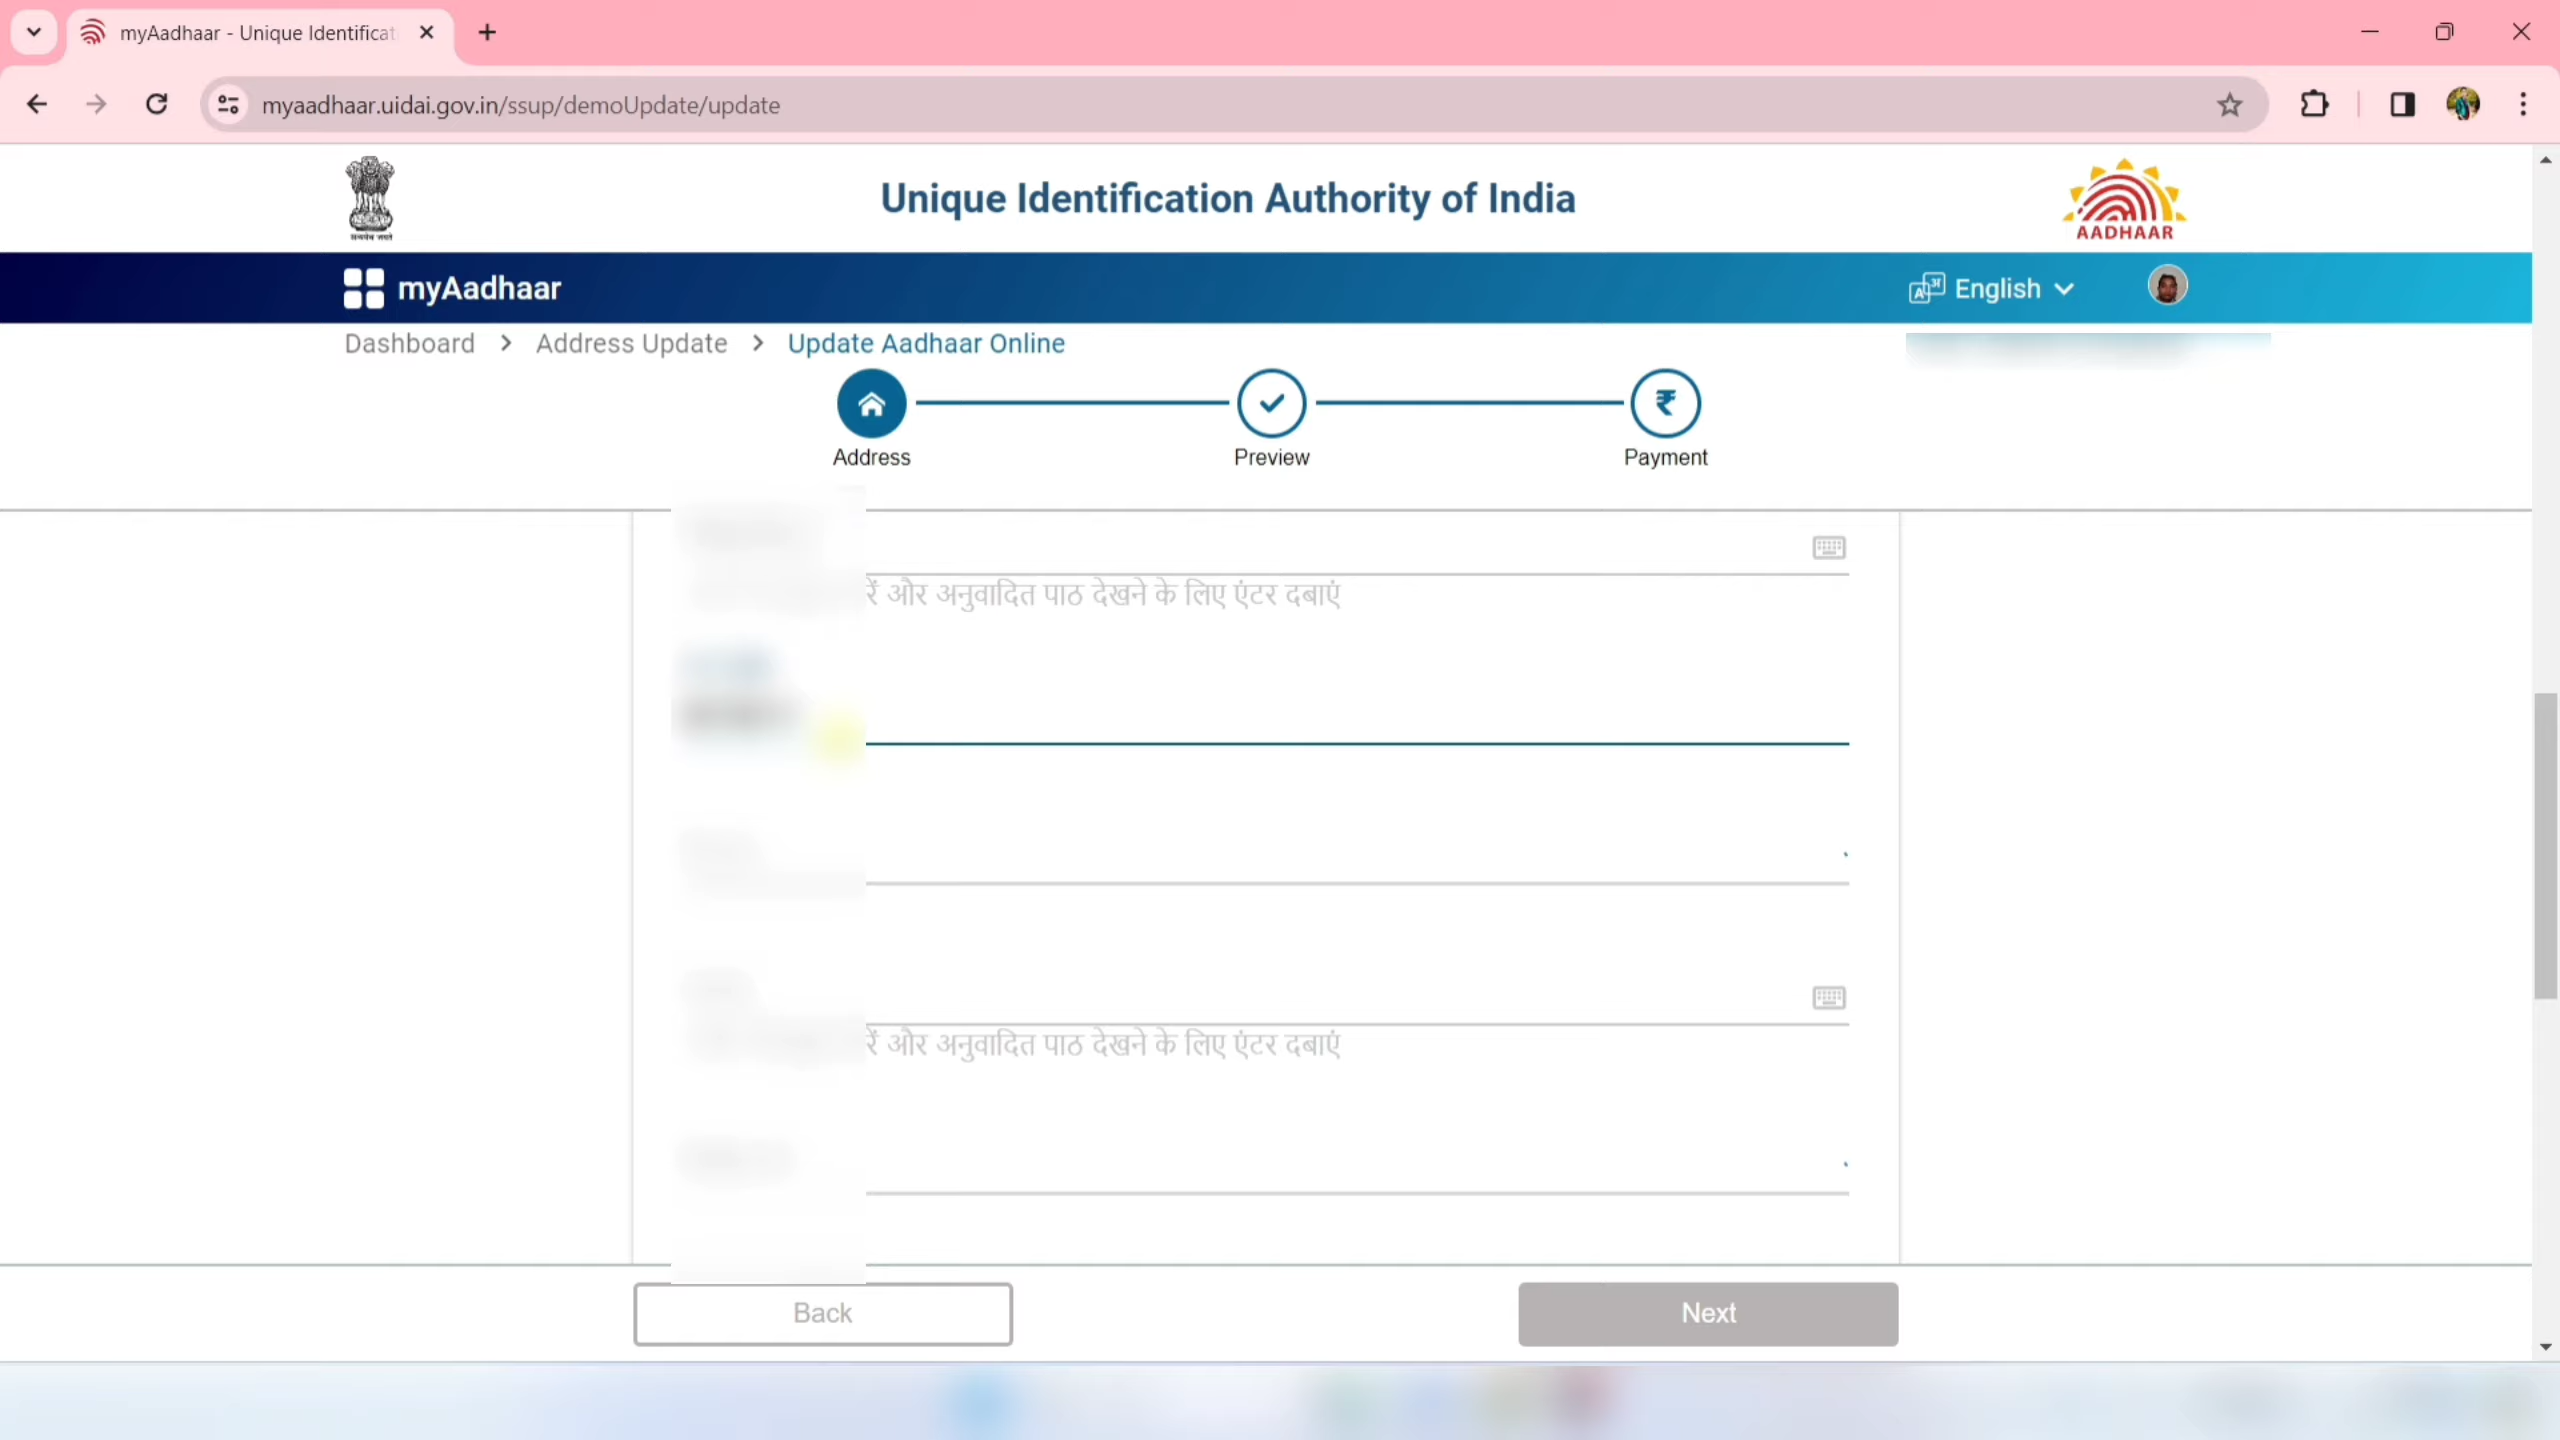 myAadhaar - Unique Identificat
myaadhaar.uidai.gov.in/ssup/demoUpdate/update
Unique Identification Authority of India
AADHAAR
myAadhaar
English
Dashboard > Address Update > Update Aadhaar Online
Address
Preview
Payment
और अनुवादित पाठ देखने के लिए एंटर दबाएं
और अनुवादित पाठ देखने के लिए एंटर दबाएं
Back
Next